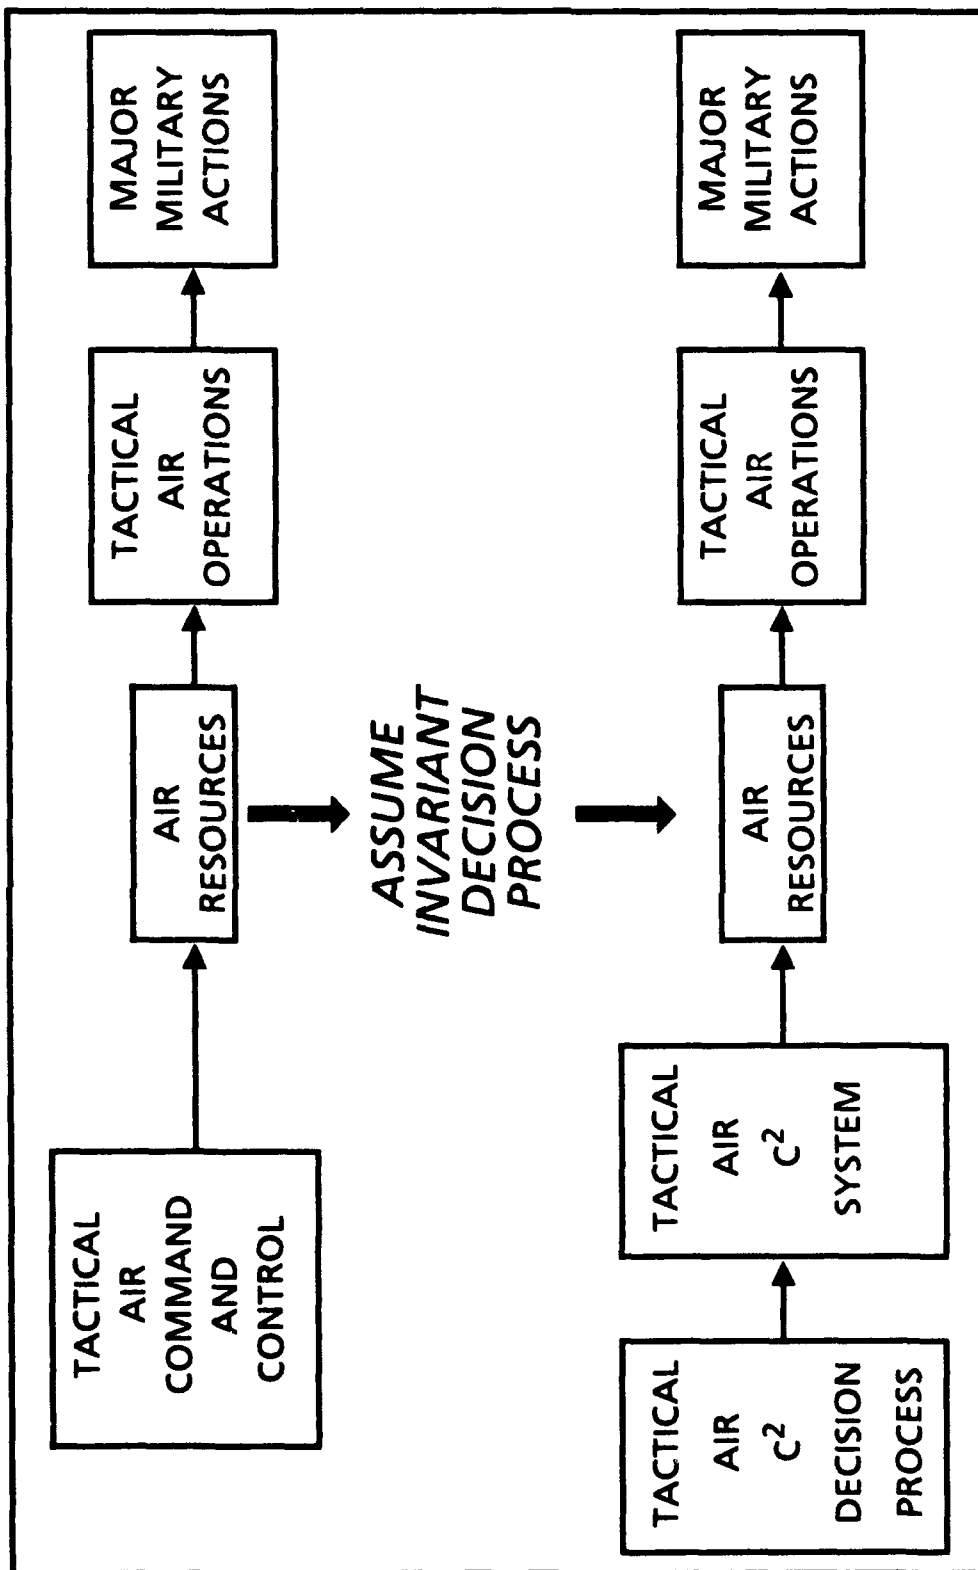 TACTICAL
AIR
COMMAND
AND
CONTROL
AIR
RESOURCES
TACTICAL
AIR
OPERATIONS
MAJOR
MILITARY
ACTIONS
ASSUME
INVARIANT
DECISION
PROCESS
TACTICAL
AIR
C²
DECISION
PROCESS
TACTICAL
AIR
C²
SYSTEM
AIR
RESOURCES
TACTICAL
AIR
OPERATIONS
MAJOR
MILITARY
ACTIONS